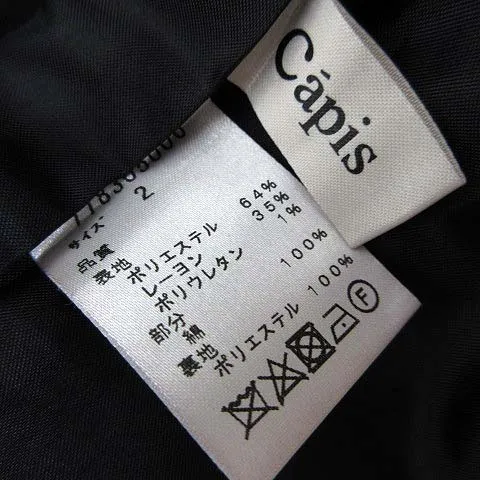 Cāpis
サイズ 2
品質
表地 ポリエステル 64%
レーヨン 35%
ポリウレタン 1%
部分 綿 100%
裏地 ポリエステル 100%
F